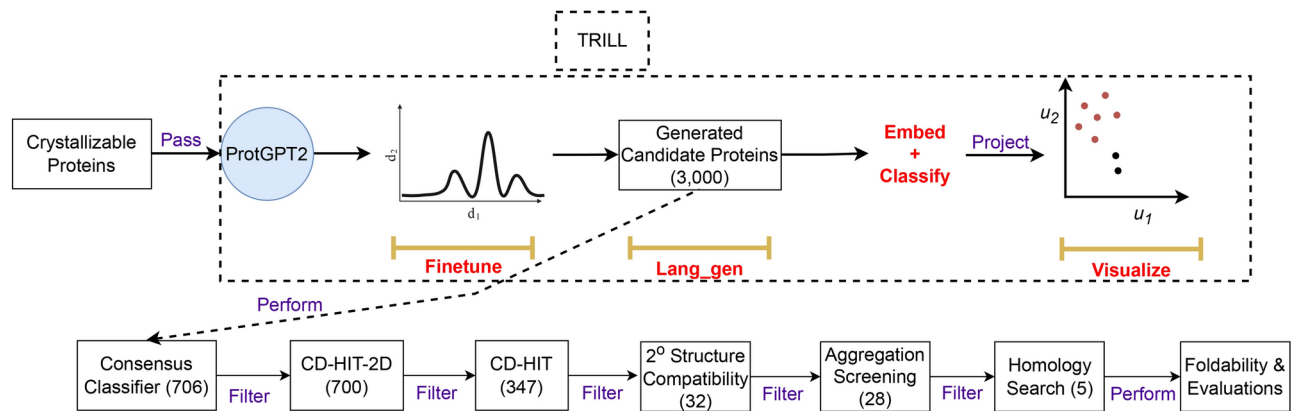 TRILL
Crystallizable
Proteins
Pass
ProtGPT2
d2
d1
Generated
Candidate Proteins
(3,000)
Embed
+
Classify
Project
u2
u1
Finetune
Lang_gen
Visualize
Perform
Consensus
Classifier (706)
Filter
CD-HIT-2D
(700)
Filter
CD-HIT
(347)
Filter
2º Structure
Compatibility
(32)
Filter
Aggregation
Screening
(28)
Filter
Homology
Search (5)
Perform
Foldability &
Evaluations